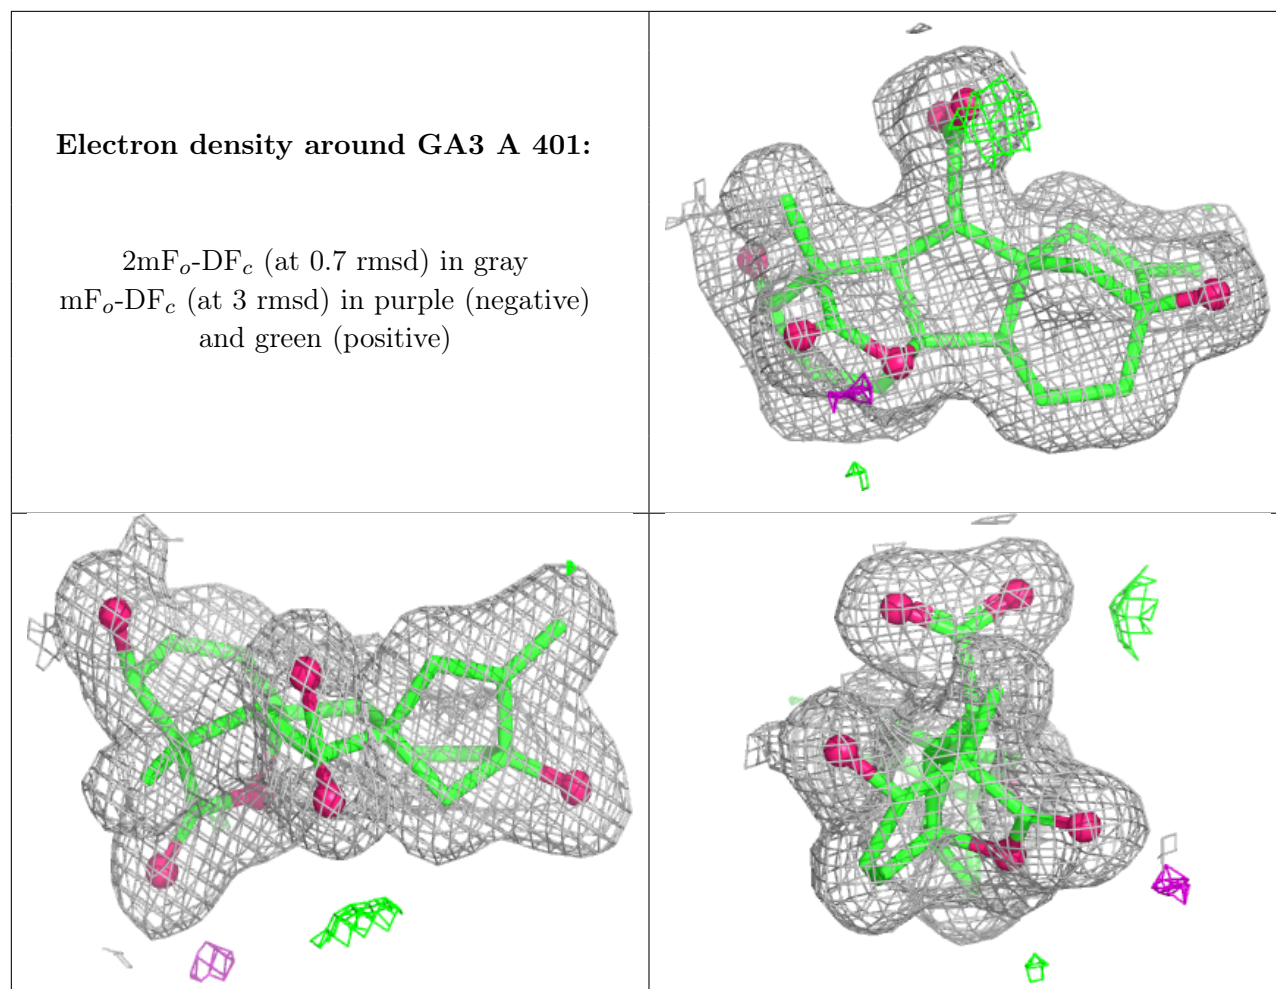 Electron density around GA3 A 401:
2mFo-DFc (at 0.7 rmsd) in gray
mFo-DFc (at 3 rmsd) in purple (negative)
and green (positive)